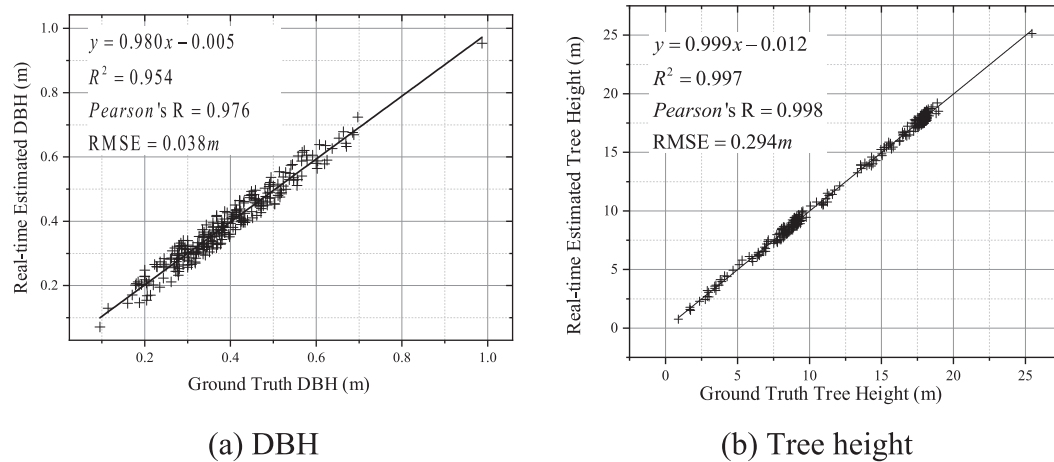 1.0
0.8
0.6
0.4
0.2
0.2
0.4
0.6
0.8
1.0
Real-time Estimated DBH (m)
Ground Truth DBH (m)
y = 0.980x − 0.005
R² = 0.954
Pearson's R = 0.976
RMSE = 0.038m
(a) DBH
25
20
15
10
5
0
0
5
10
15
20
25
Real-time Estimated Tree Height (m)
Ground Truth Tree Height (m)
y = 0.999x − 0.012
R² = 0.997
Pearson's R = 0.998
RMSE = 0.294m
(b) Tree height